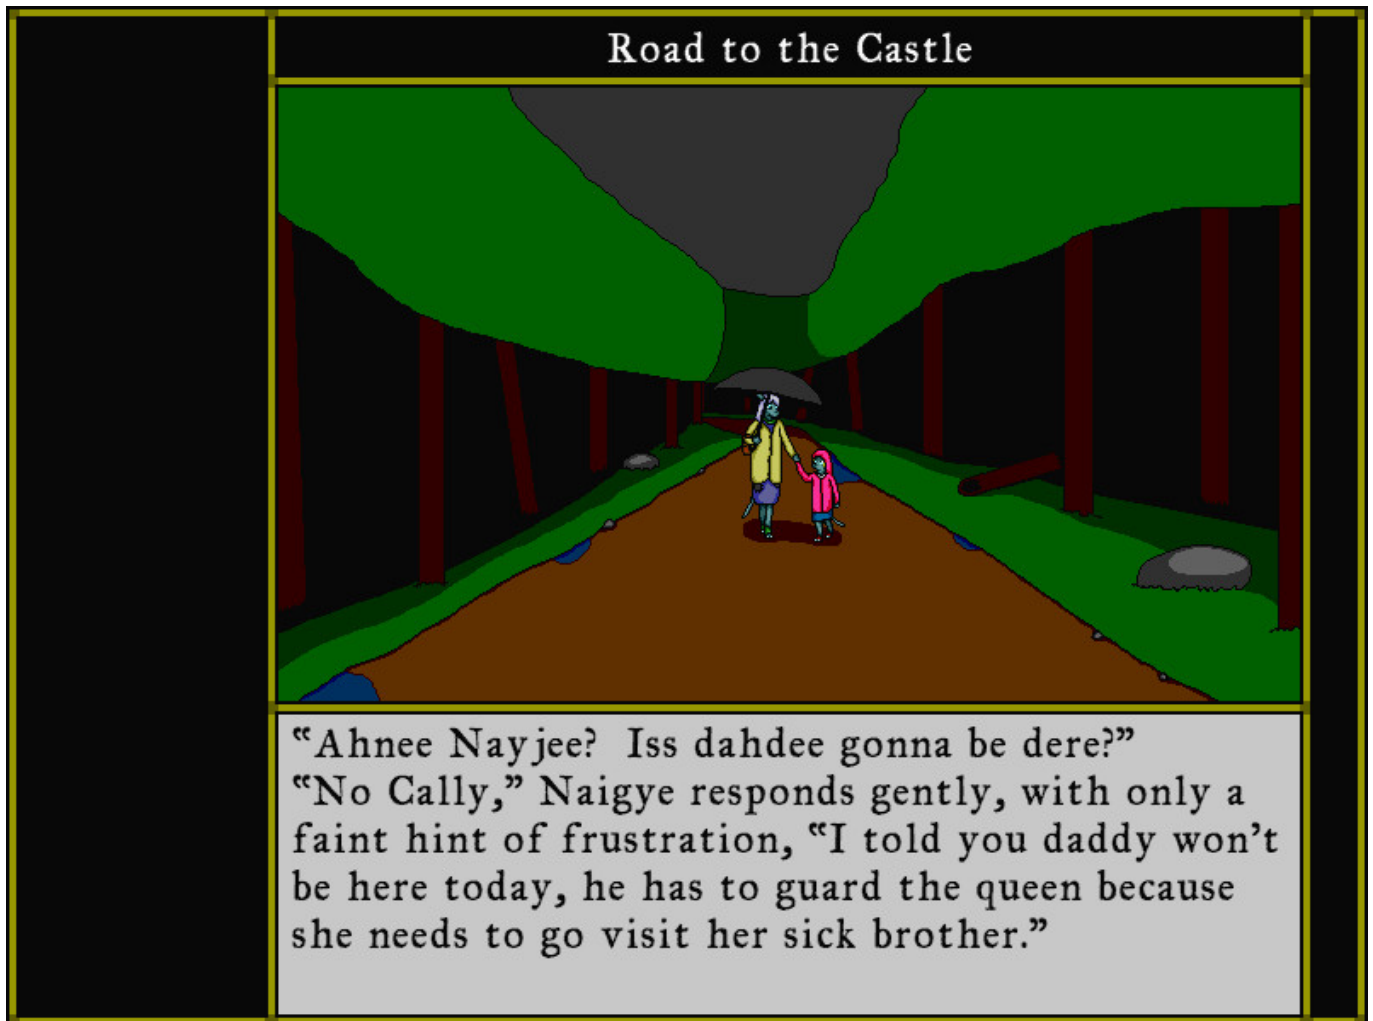 Road to the Castle
“Ahnee Nayjee?  Iss dahdee gonna be dere?”
“No Cally,” Naigye responds gently, with only a
faint hint of frustration, “I told you daddy won’t
be here today, he has to guard the queen because
she needs to go visit her sick brother.”